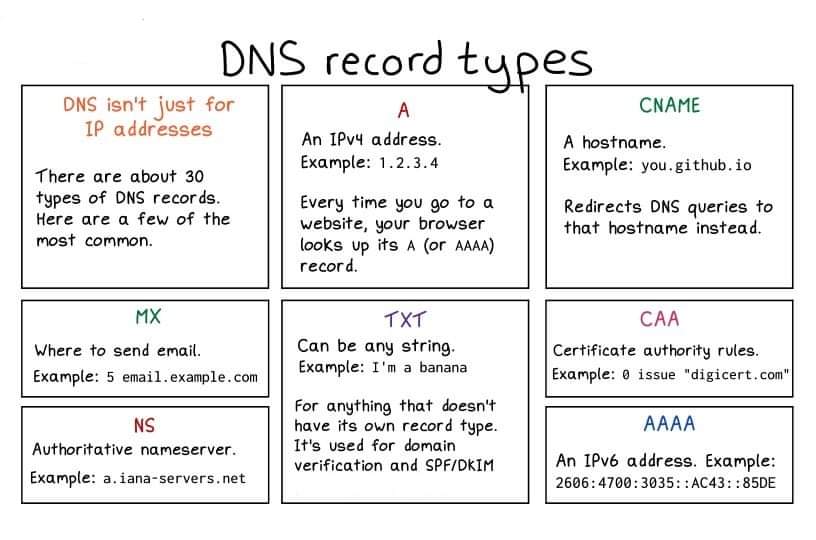 DNS record types
DNS isn't just for
IP addresses
There are about 30
types of DNS records.
Here are a few of the
most common.
A
An IPv4 address.
Example: 1.2.3.4
Every time you go to a
website, your browser
looks up its A (or AAAA)
record.
CNAME
A hostname.
Example: you.github.io
Redirects DNS queries to
that hostname instead.
MX
Where to send email.
Example: 5 email.example.com
NS
Authoritative nameserver.
Example: a.iana-servers.net
TXT
Can be any string.
Example: I'm a banana
For anything that doesn't
have its own record type.
It's used for domain
verification and SPF/DKIM
CAA
Certificate authority rules.
Example: 0 issue "digicert.com"
AAAA
An IPv6 address. Example:
2606:4700:3035::AC43::85DE